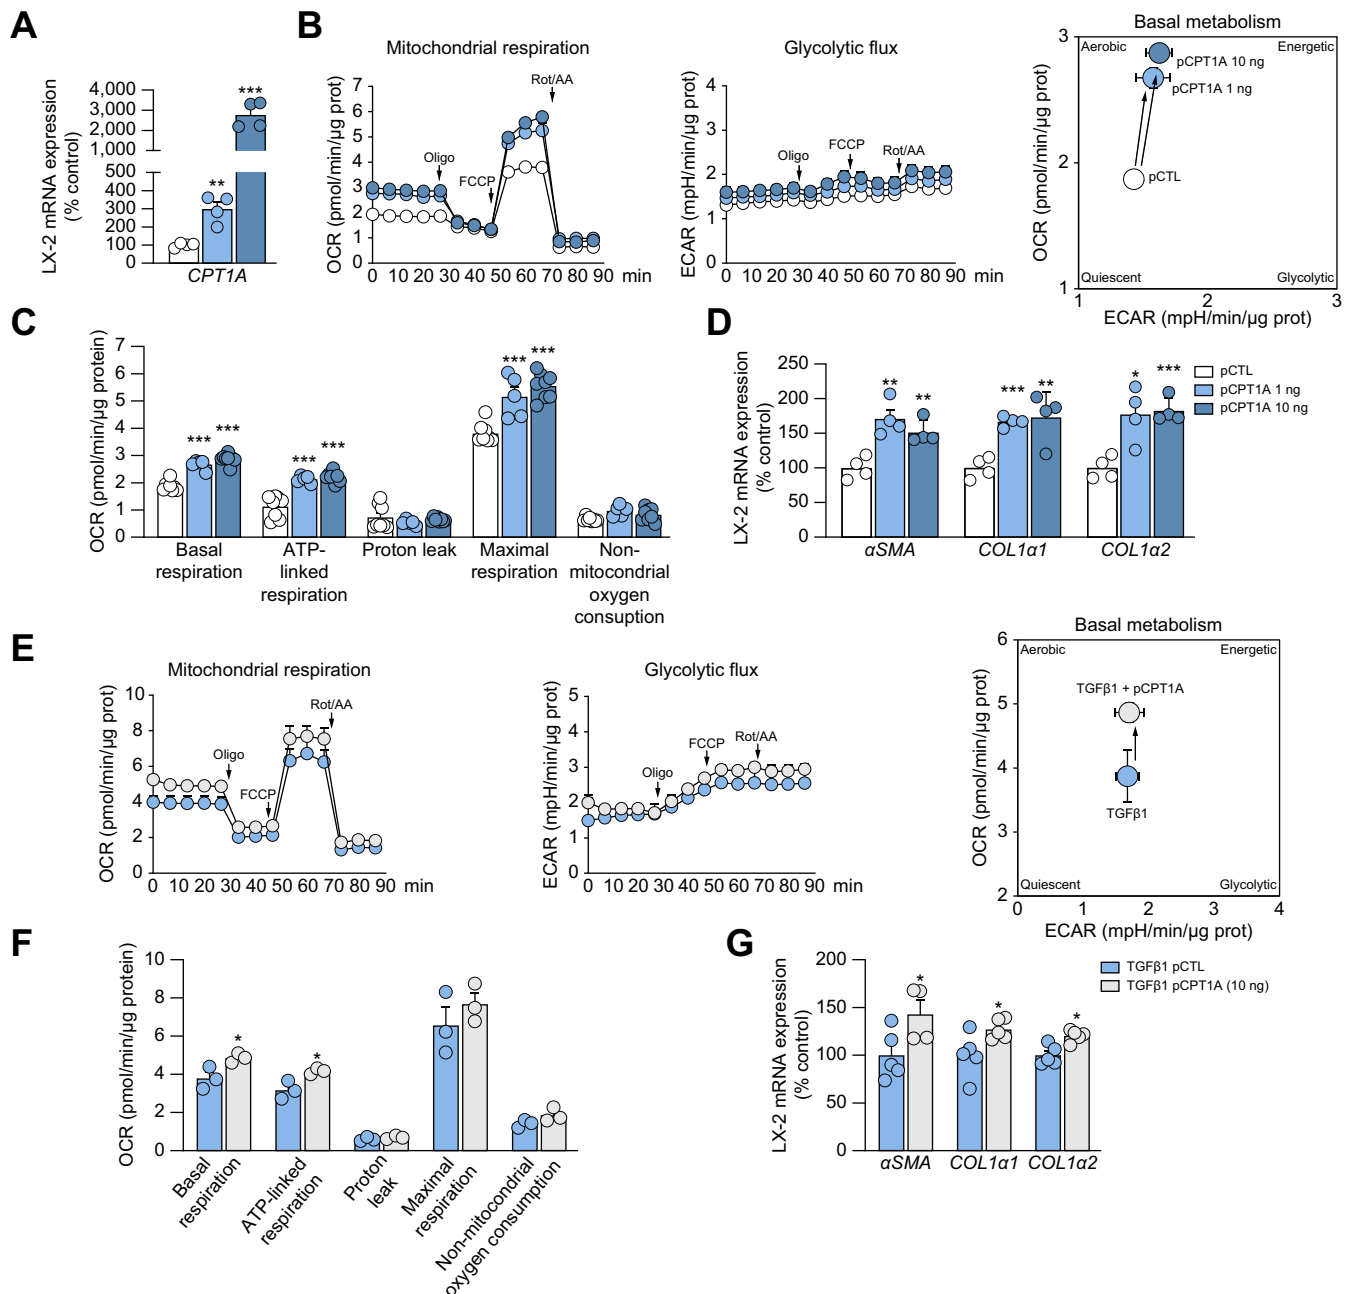 A
LX-2 mRNA expression
(% control)
4,000
3,000
2,000
1,000
500
400
300
200
100
0
**
***
CPT1A
B
Mitochondrial respiration
OCR (pmol/min/µg prot)
7
6
5
4
3
2
1
0
Oligo
FCCP
Rot/AA
0 10 20 30 40 50 60 70 80 90 min
Glycolytic flux
ECAR (mpH/min/µg prot)
4
3
2
1
0
Oligo
FCCP
Rot/AA
0 10 20 30 40 50 60 70 80 90 min
Basal metabolism
OCR (pmol/min/µg prot)
3
2
1
Aerobic
Energetic
pCPT1A 10 ng
pCPT1A 1 ng
pCTL
Quiescent
Glycolytic
1 2 3
ECAR (mpH/min/µg prot)
C
OCR (pmol/min/µg protein)
7
6
5
4
3
2
1
0
*** ***
*** ***
*** ***
Basal
respiration
ATP-
linked
respiration
Proton leak
Maximal
respiration
Non-
mitocondrial
oxygen
consuption
D
LX-2 mRNA expression
(% control)
250
200
150
100
50
0
** **
*** **
* ***
αSMA COL1α1 COL1α2
pCTL
pCPT1A 1 ng
pCPT1A 10 ng
E
Mitochondrial respiration
OCR (pmol/min/µg prot)
10
8
6
4
2
0
Oligo
FCCP
Rot/AA
0 10 20 30 40 50 60 70 80 90 min
Glycolytic flux
ECAR (mpH/min/µg prot)
5
4
3
2
1
0
Oligo
FCCP
Rot/AA
0 10 20 30 40 50 60 70 80 90 min
Basal metabolism
OCR (pmol/min/µg prot)
6
5
4
3
2
Aerobic
Energetic
TGFβ1 + pCPT1A
TGFβ1
Quiescent
Glycolytic
0 1 2 3 4
ECAR (mpH/min/µg prot)
F
OCR (pmol/min/µg protein)
10
8
6
4
2
0
*
*
Basal
respiration
ATP-linked
respiration
Proton
leak
Maximal
respiration
Non-mitochondrial
oxygen consumption
G
LX-2 mRNA expression
(% control)
200
150
100
50
0
*
*
*
αSMA COL1α1 COL1α2
TGFβ1 pCTL
TGFβ1 pCPT1A (10 ng)